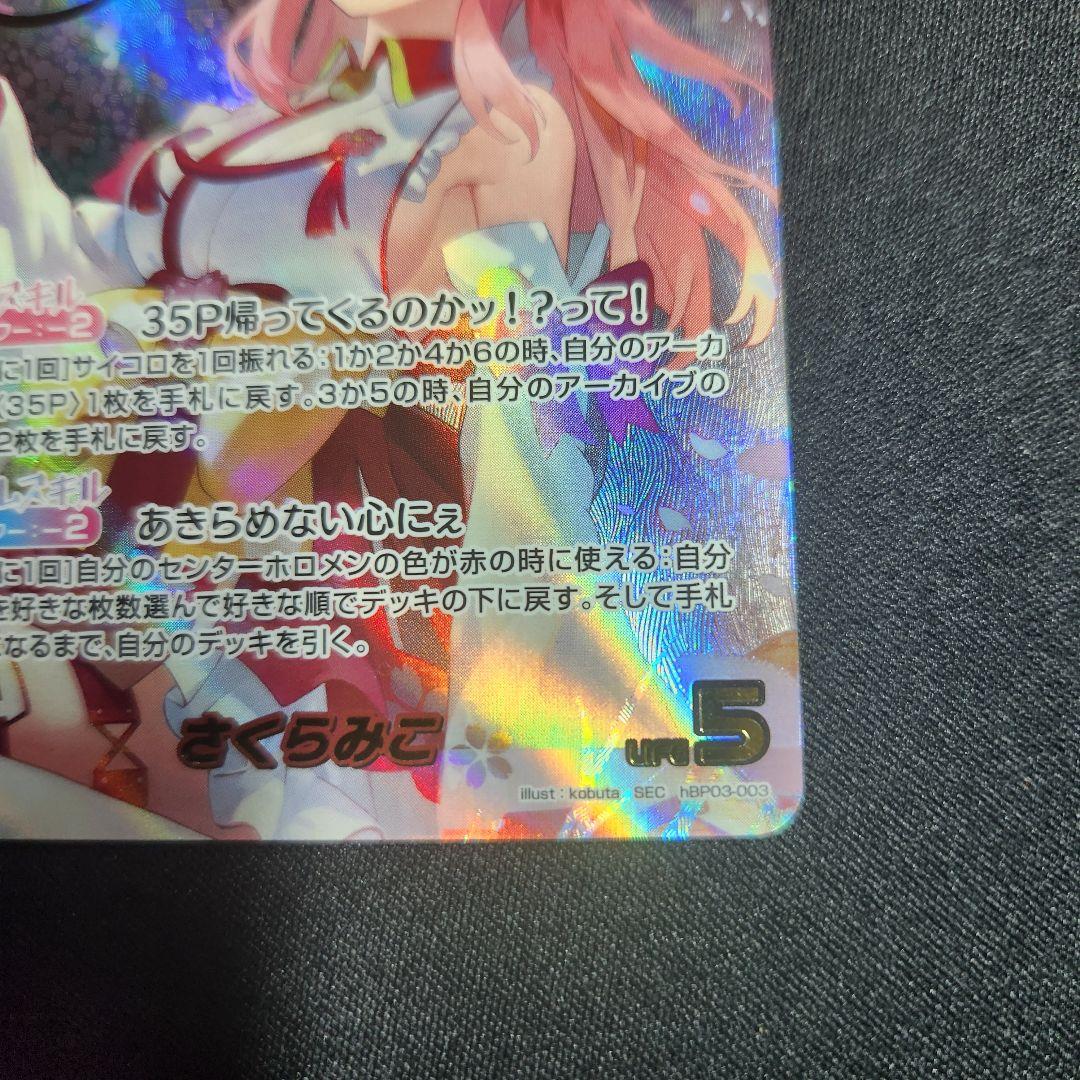 スキル
ワー:-2
35P帰ってくるのかッ!?って!
に1回]サイコロを1回振れる:1か2か4か6の時、自分のアーカ
〈35P〉1枚を手札に戻す。3か5の時、自分のアーカイブの
2枚を手札に戻す。
スキル
ワー:-2
あきらめない心にぇ
に1回]自分のセンターホロメンの色が赤の時に使える:自分
を好きな枚数選んで好きな順でデッキの下に戻す。そして手札
なるまで、自分のデッキを引く。
さくらみこ
LIFE 5
illust : kobuta SEC hBP03-003